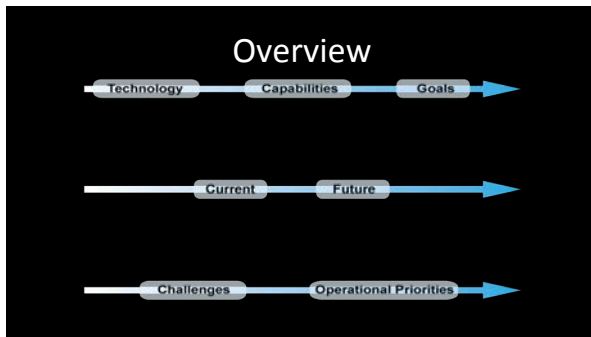 Overview
Technology Capabilities Goals
Current Future
Challenges Operational Priorities